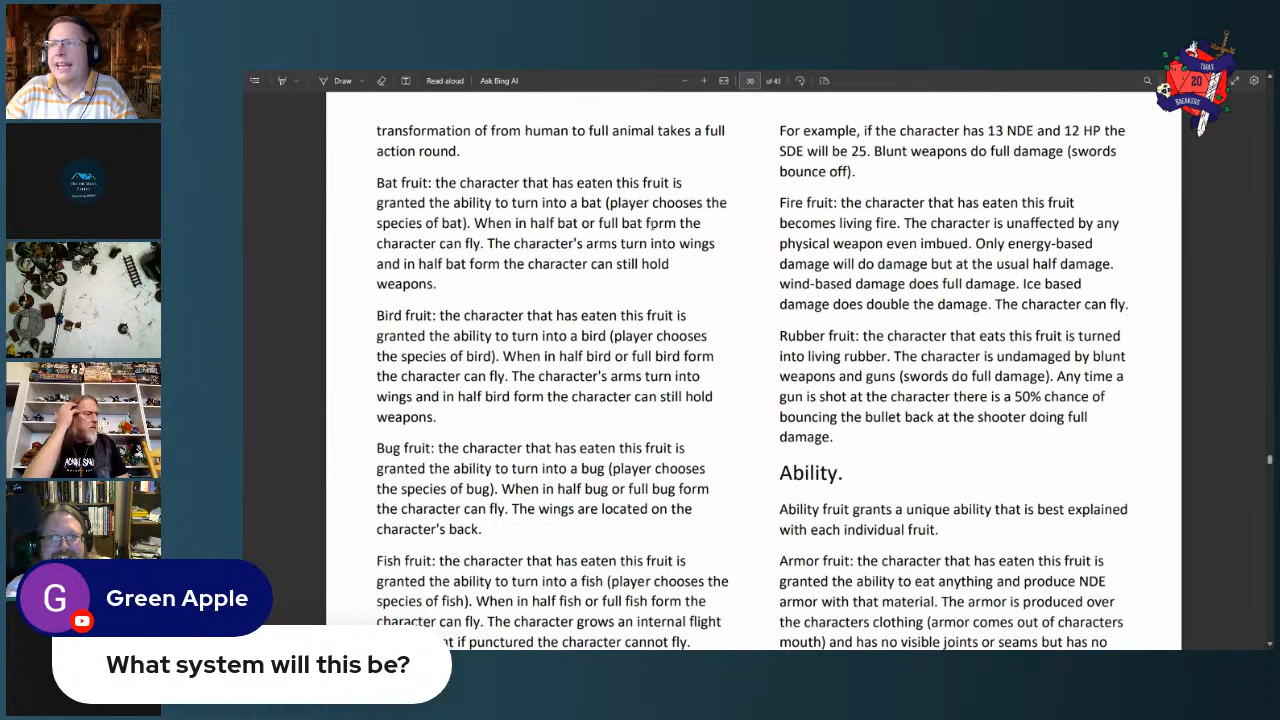 Draw
Read aloud
Ask Bing AI
30
of 43
TABLE
20
BREAKERS
transformation of from human to full animal takes a full
action round.
Bat fruit: the character that has eaten this fruit is
granted the ability to turn into a bat (player chooses the
species of bat). When in half bat or full bat form the
character can fly. The character's arms turn into wings
and in half bat form the character can still hold
weapons.
Bird fruit: the character that has eaten this fruit is
granted the ability to turn into a bird (player chooses
the species of bird). When in half bird or full bird form
the character can fly. The character's arms turn into
wings and in half bird form the character can still hold
weapons.
Bug fruit: the character that has eaten this fruit is
granted the ability to turn into a bug (player chooses
the species of bug). When in half bug or full bug form
the character can fly. The wings are located on the
character's back.
Fish fruit: the character that has eaten this fruit is
granted the ability to turn into a fish (player chooses the
species of fish). When in half fish or full fish form the
character can fly. The character grows an internal flight
if punctured the character cannot fly.
For example, if the character has 13 NDE and 12 HP the
SDE will be 25. Blunt weapons do full damage (swords
bounce off).
Fire fruit: the character that has eaten this fruit
becomes living fire. The character is unaffected by any
physical weapon even imbued. Only energy-based
damage will do damage but at the usual half damage.
wind-based damage does full damage. Ice based
damage does double the damage. The character can fly.
Rubber fruit: the character that eats this fruit is turned
into living rubber. The character is undamaged by blunt
weapons and guns (swords do full damage). Any time a
gun is shot at the character there is a 50% chance of
bouncing the bullet back at the shooter doing full
damage.
Ability.
Ability fruit grants a unique ability that is best explained
with each individual fruit.
Armor fruit: the character that has eaten this fruit is
granted the ability to eat anything and produce NDE
armor with that material. The armor is produced over
the characters clothing (armor comes out of characters
mouth) and has no visible joints or seams but has no
G
Green Apple
What system will this be?